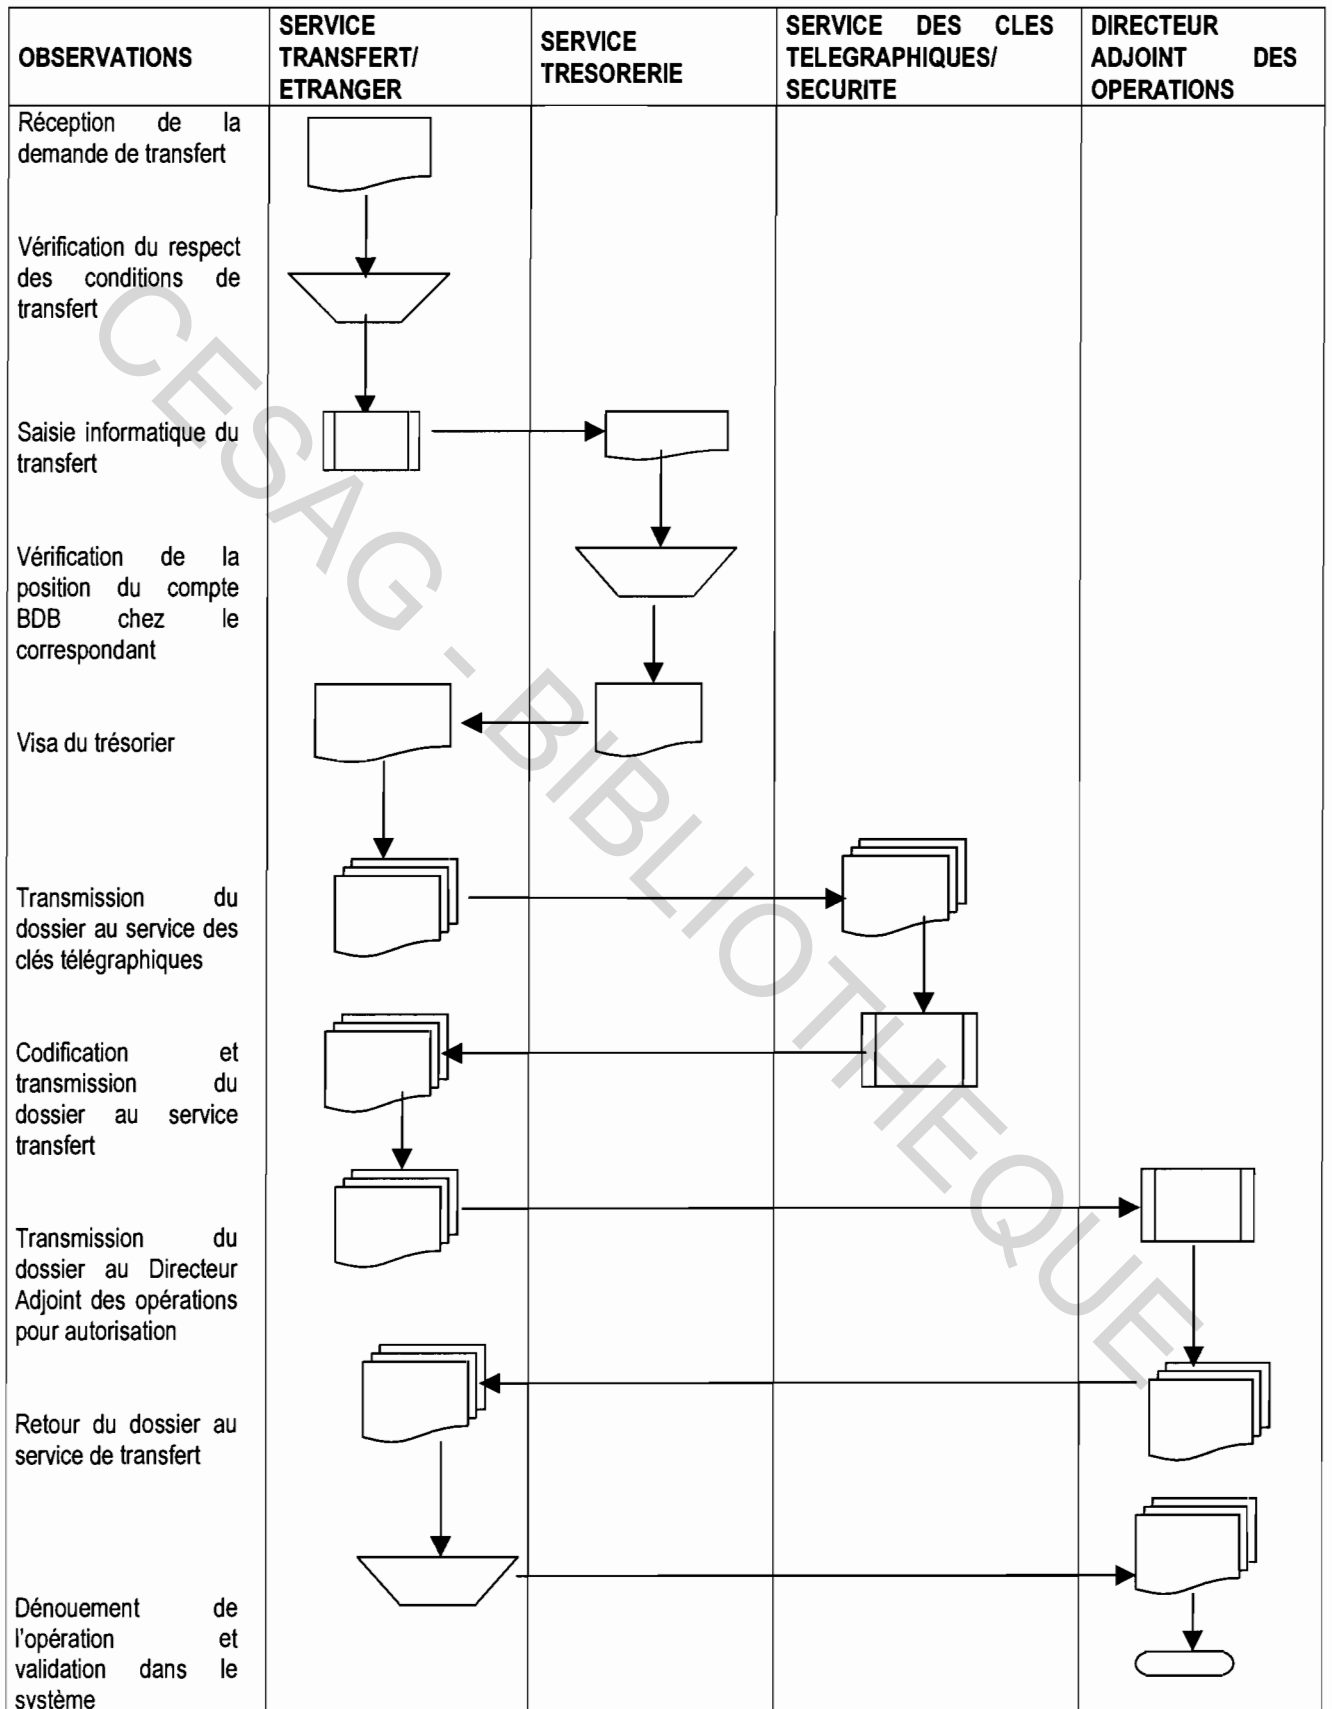 OBSERVATIONS
SERVICE
TRANSFERT/
ETRANGER
SERVICE
TRESORERIE
SERVICE DES CLES
TELEGRAPHIQUES/
SECURITE
DIRECTEUR
ADJOINT DES
OPERATIONS
Réception de la
demande de transfert
Vérification du respect
des conditions de
transfert
Saisie informatique du
transfert
Vérification de la
position du compte
BDB chez le
correspondant
Visa du trésorier
Transmission du
dossier au service des
clés télégraphiques
Codification et
transmission du
dossier au service
transfert
Transmission du
dossier au Directeur
Adjoint des opérations
pour autorisation
Retour du dossier au
service de transfert
Dénouement de
l'opération et
validation dans le
système
CESAG - BIBLIOTHEQUE